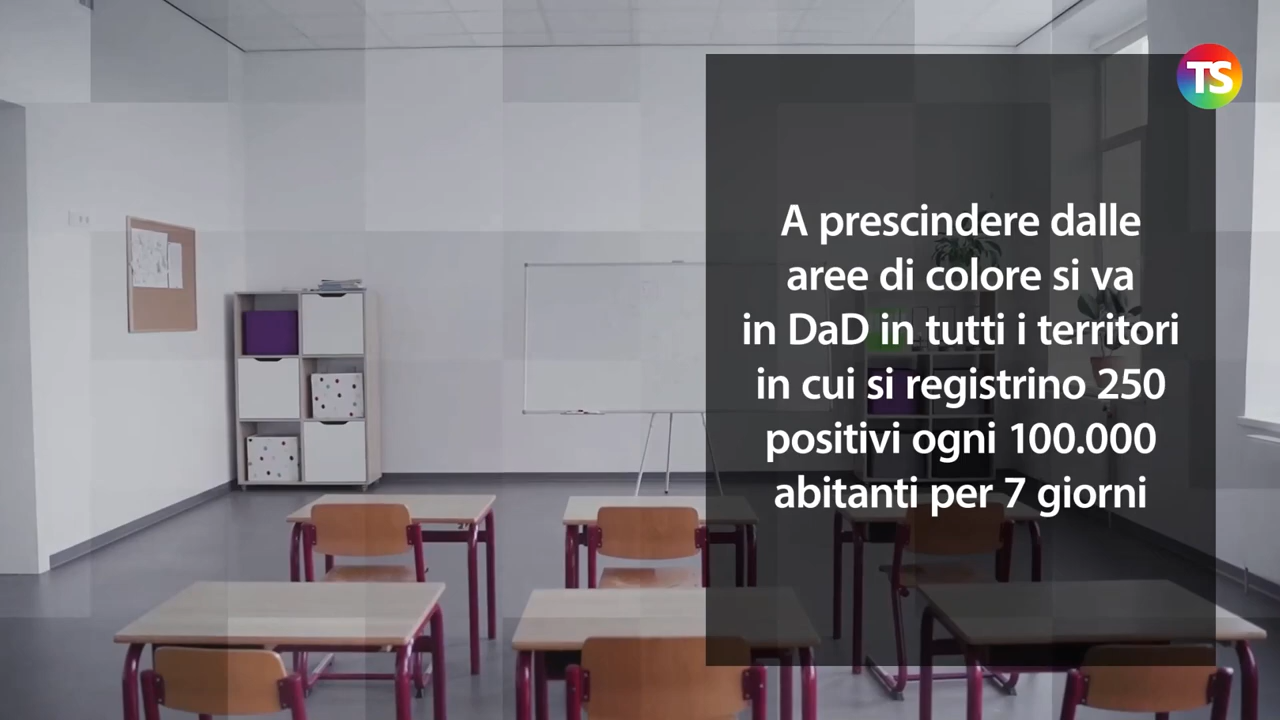 TS
A prescindere dalle
aree di colore si va
in DaD in tutti i territori
in cui si registrino 250
positivi ogni 100.000
abitanti per 7 giorni